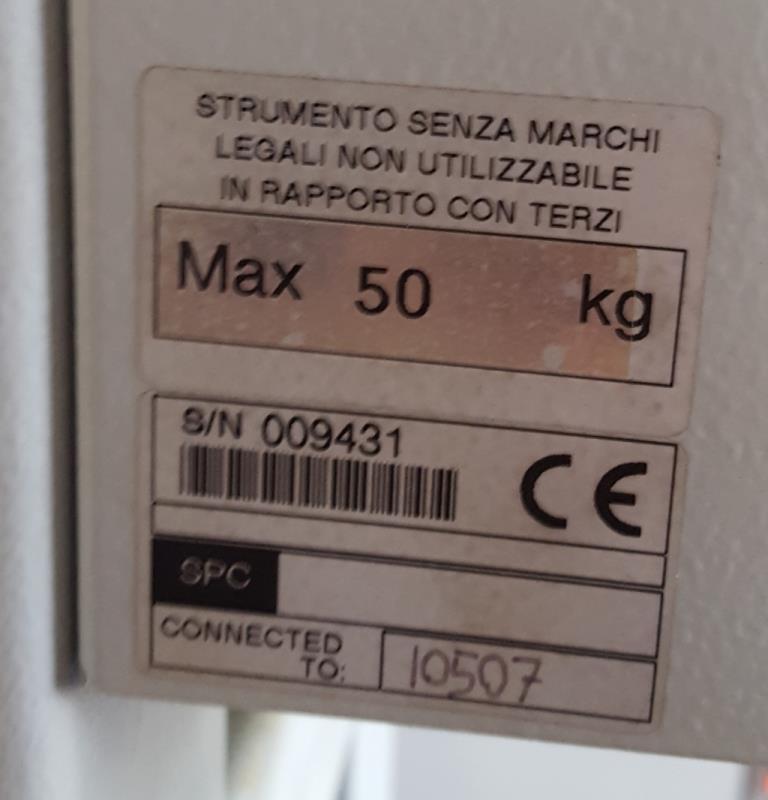 STRUMENTO SENZA MARCHI
LEGALI NON UTILIZZABILE
IN RAPPORTO CON TERZI
Max 50 kg
S/N 009431
CE
SPC
CONNECTED
TO: 10507